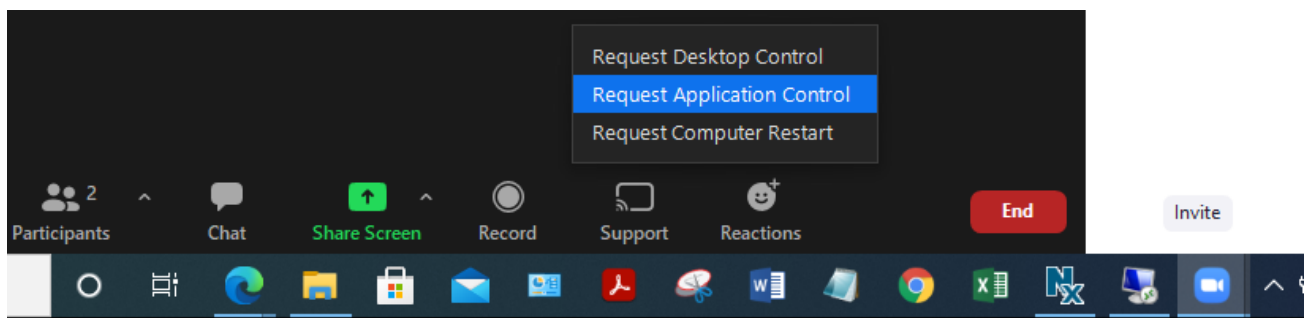 Request Desktop Control
Request Application Control
Request Computer Restart
2
Participants
Chat
Share Screen
Record
Support
Reactions
End
Invite
W
X
NX